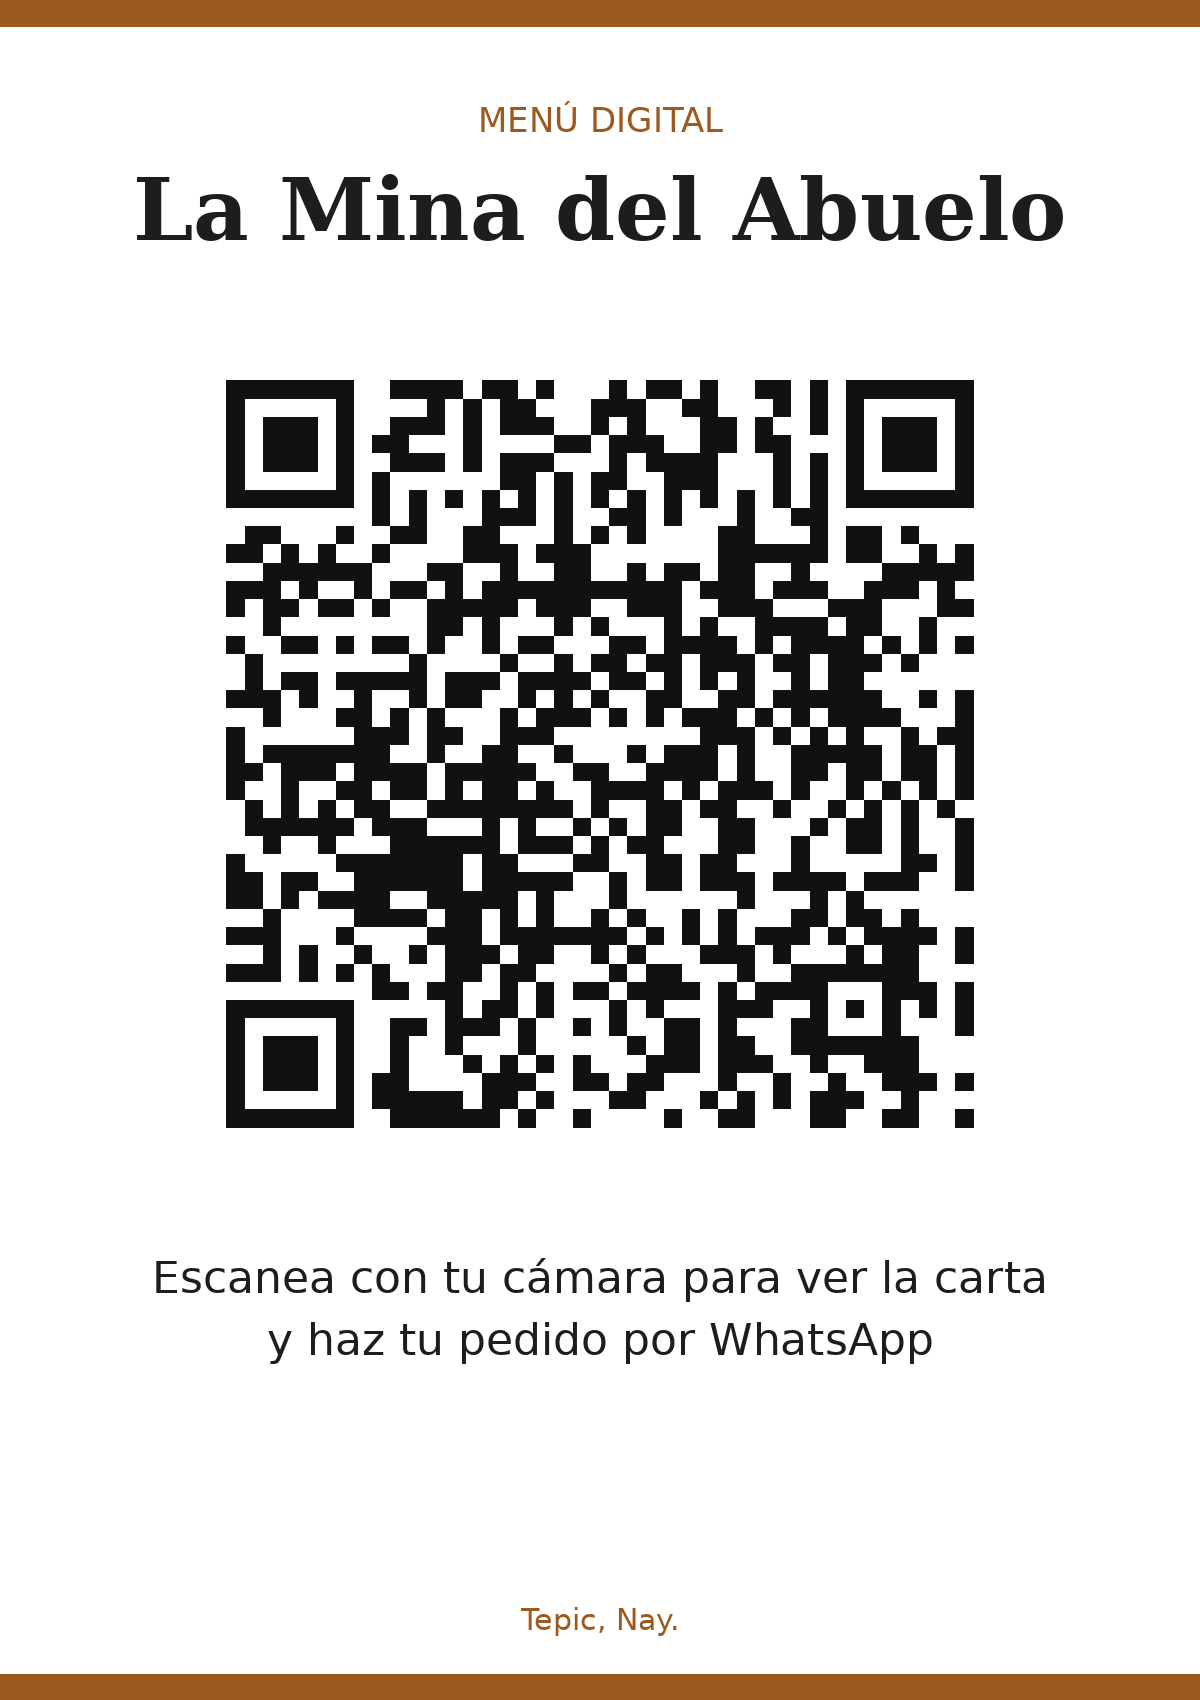 MENÚ DIGITAL
La Mina del Abuelo
Escanea con tu cámara para ver la carta
y haz tu pedido por WhatsApp
Tepic, Nay.